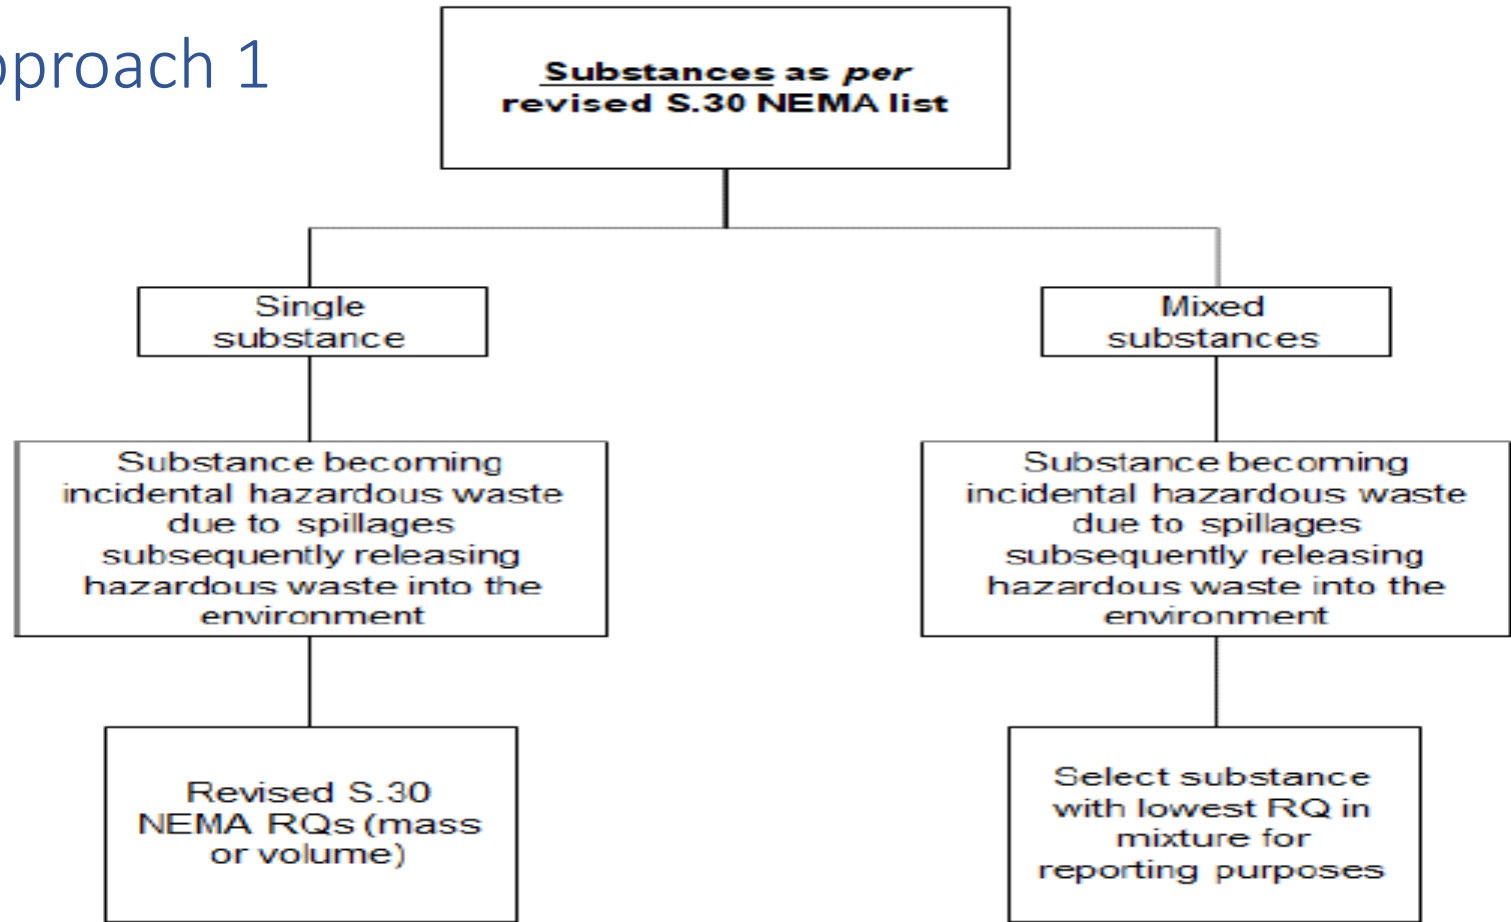 pproach 1
Substances as per
revised S.30 NEMA list
Single
substance
Mixed
substances
Substance becoming
incidental hazardous waste
due to spillages
subsequently releasing
hazardous waste into the
environment
Substance becoming
incidental hazardous waste
due to spillages
subsequently releasing
hazardous waste into the
environment
Revised S.30
NEMA RQs (mass
or volume)
Select substance
with lowest RQ in
mixture for
reporting purposes